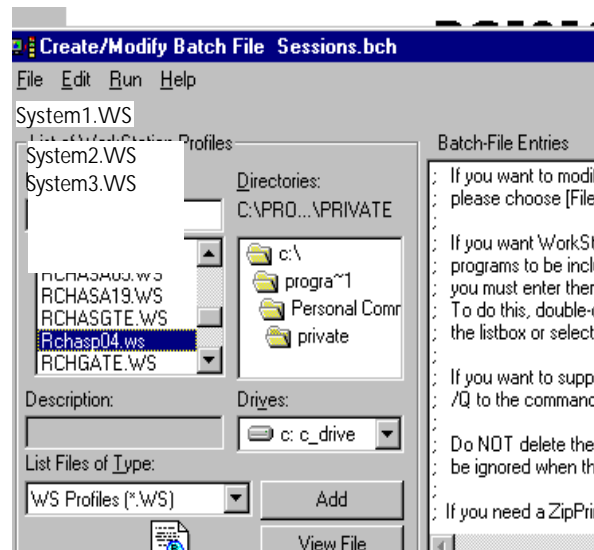 Create/Modify Batch File Sessions.bch
File Edit Run Help
System1.WS
Profiles
System2.WS
System3.WS
Directories:
C:\PRO...\PRIVATE
c:\
progra~1
Personal Comr
private
RCHASA19.WS
RCHASGTE.WS
Rchasp04.ws
RCHGATE.WS
Description:
Drives:
c: c_drive
List Files of Type:
WS Profiles (*.WS)
Add
View File
Batch-File Entries
; If you want to modi
; please choose [File
;
; If you want WorkSt
; programs to be inclu
; you must enter ther
; To do this, double-
; the listbox or select
;
; If you want to supp
; /Q to the command
;
; Do NOT delete the
; be ignored when th
;
; If you need a ZipPri